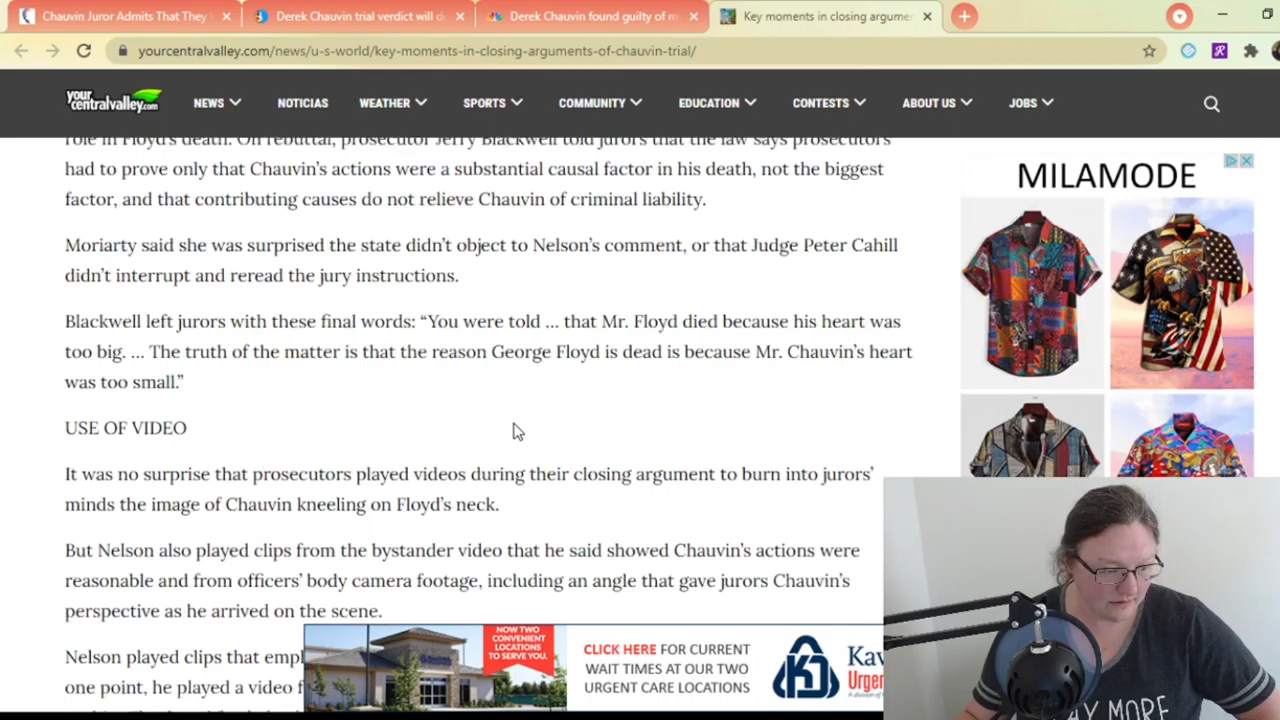 Chauvin Juror Admits That They
Derek Chauvin trial verdict will
Derek Chauvin found guilty of m
Key moments in closing argume
yourcentralvalley.com/news/u-s-world/key-moments-in-closing-arguments-of-chauvin-trial/
your
centralvalley.com
NEWS
NOTICIAS
WEATHER
SPORTS
COMMUNITY
EDUCATION
CONTESTS
ABOUT US
JOBS
role in Floyd's death. On rebuttal, prosecutor Jerry Blackwell told jurors that the law says prosecutors
had to prove only that Chauvin's actions were a substantial causal factor in his death, not the biggest
factor, and that contributing causes do not relieve Chauvin of criminal liability.
Moriarty said she was surprised the state didn't object to Nelson's comment, or that Judge Peter Cahill
didn't interrupt and reread the jury instructions.
Blackwell left jurors with these final words: “You were told … that Mr. Floyd died because his heart was
too big. … The truth of the matter is that the reason George Floyd is dead is because Mr. Chauvin's heart
was too small.”
USE OF VIDEO
It was no surprise that prosecutors played videos during their closing argument to burn into jurors'
minds the image of Chauvin kneeling on Floyd's neck.
But Nelson also played clips from the bystander video that he said showed Chauvin's actions were
reasonable and from officers' body camera footage, including an angle that gave jurors Chauvin's
perspective as he arrived on the scene.
Nelson played clips that empl
one point, he played a video f
MILAMODE
NOW TWO
CONVENIENT
LOCATIONS
TO SERVE YOU.
CLICK HERE FOR CURRENT
WAIT TIMES AT OUR TWO
URGENT CARE LOCATIONS
Kaw
Urgen
A division of
MORE